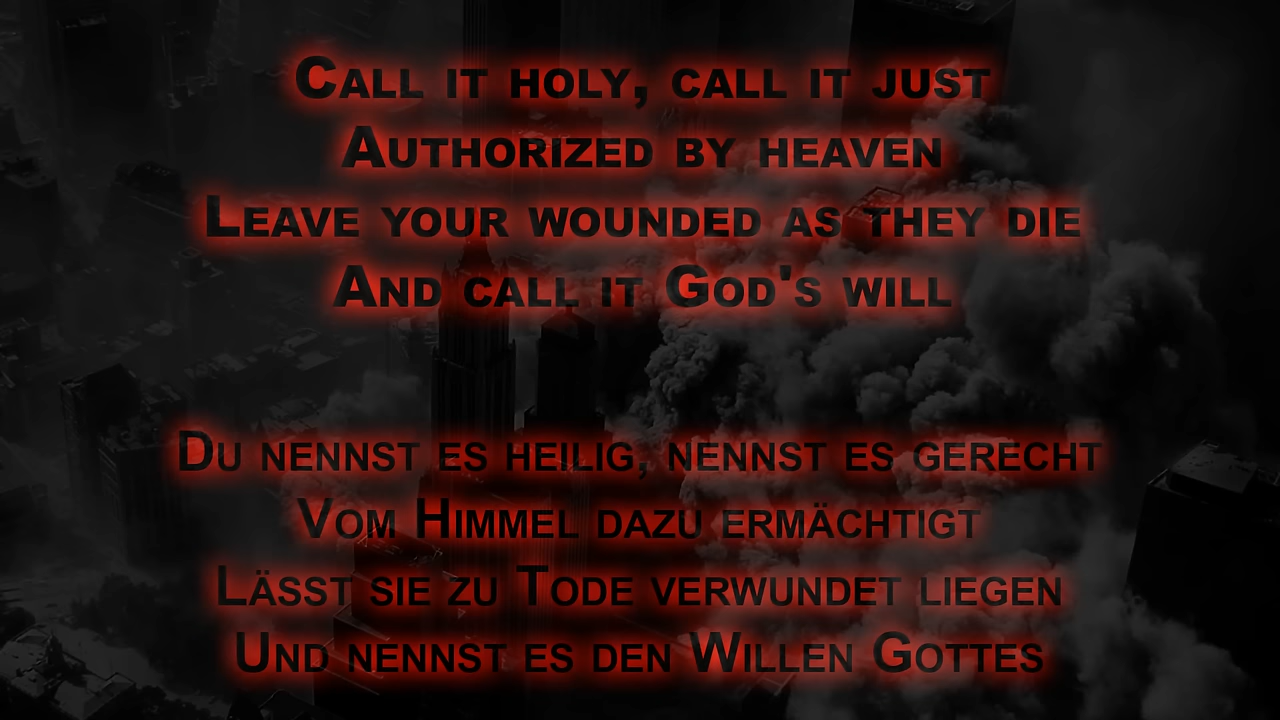 Call it holy, call it just
Authorized by heaven
Leave your wounded as they die
And call it God's will
Du nennst es heilig, nennst es gerecht
Vom Himmel dazu ermächtigt
Lässt sie zu Tode verwundet liegen
Und nennst es den Willen Gottes